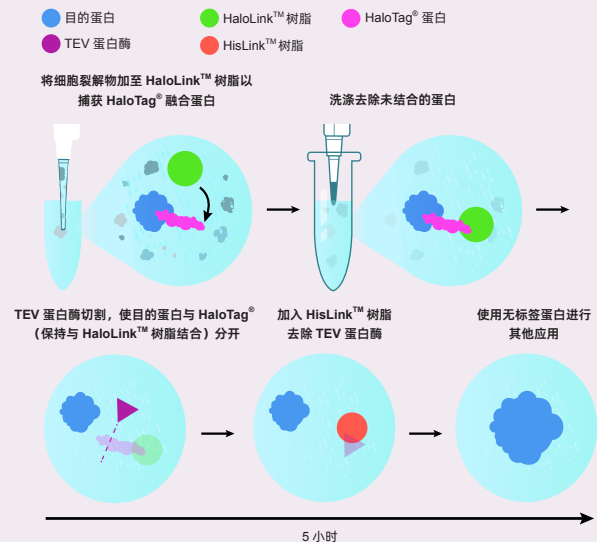 目的蛋白
HaloLink™ 树脂
HaloTag® 蛋白
TEV 蛋白酶
HisLink™ 树脂
将细胞裂解物加至 HaloLink™ 树脂以
捕获 HaloTag® 融合蛋白
洗涤去除未结合的蛋白
TEV 蛋白酶切割，使目的蛋白与 HaloTag®
（保持与 HaloLink™ 树脂结合）分开
加入 HisLink™ 树脂
去除 TEV 蛋白酶
使用无标签蛋白进行
其他应用
5 小时